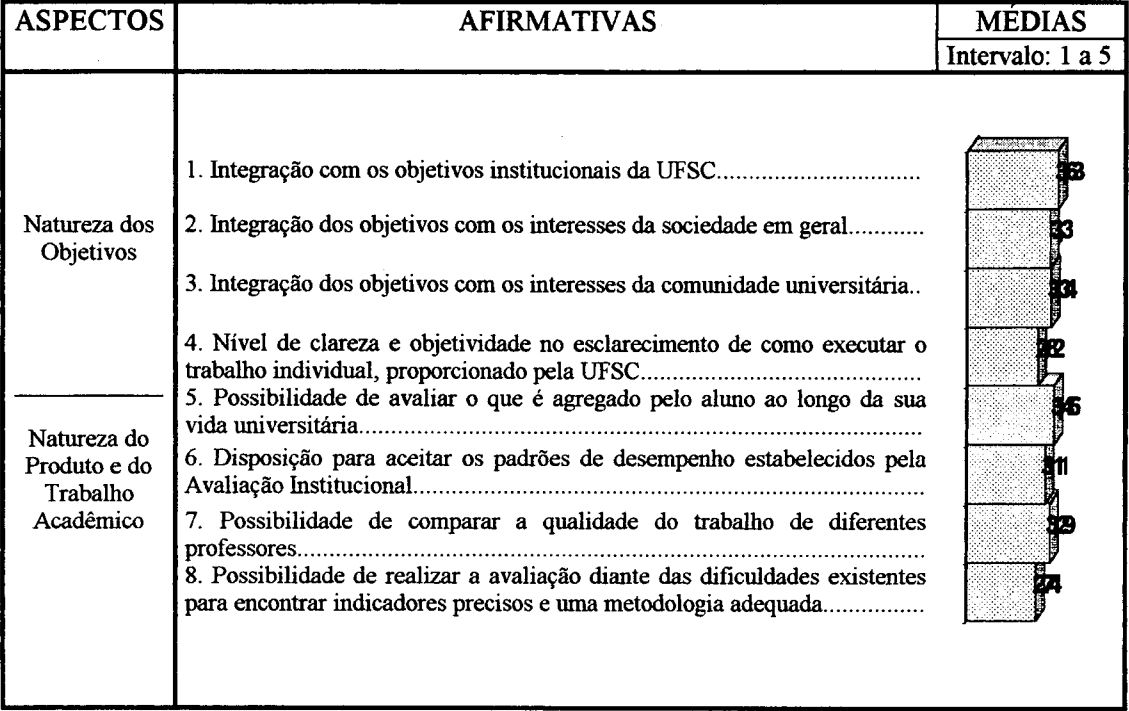 ASPECTOS
AFIRMATIVAS
MÉDIAS
Intervalo: 1 a 5
Natureza dos
Objetivos
1. Integração com os objetivos institucionais da UFSC...............................
2. Integração dos objetivos com os interesses da sociedade em geral............
3. Integração dos objetivos com os interesses da comunidade universitária..
4. Nível de clareza e objetividade no esclarecimento de como executar o
trabalho individual, proporcionado pela UFSC..........................................
Natureza do
Produto e do
Trabalho
Acadêmico
5. Possibilidade de avaliar o que é agregado pelo aluno ao longo da sua
vida universitária.....................................................................................
6. Disposição para aceitar os padrões de desempenho estabelecidos pela
Avaliação Institucional.............................................................................
7. Possibilidade de comparar a qualidade do trabalho de diferentes
professores...............................................................................................
8. Possibilidade de realizar a avaliação diante das dificuldades existentes
para encontrar indicadores precisos e uma metodologia adequada................